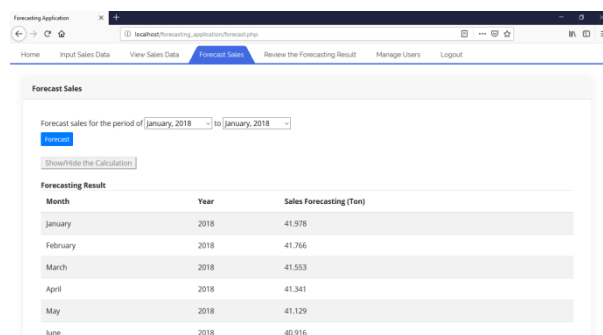 Forecasting Application
localhost/forecasting_application/forecast.php
Home Input Sales Data View Sales Data Forecast Sales Review the Forecasting Result Manage Users Logout
Forecast Sales
Forecast sales for the period of January, 2018 to January, 2018
Forecast
Show/Hide the Calculation
Forecasting Result
Month Year Sales Forecasting (Ton)
January 2018 41.978
February 2018 41.766
March 2018 41.553
April 2018 41.341
May 2018 41.129
June 2018 40.916